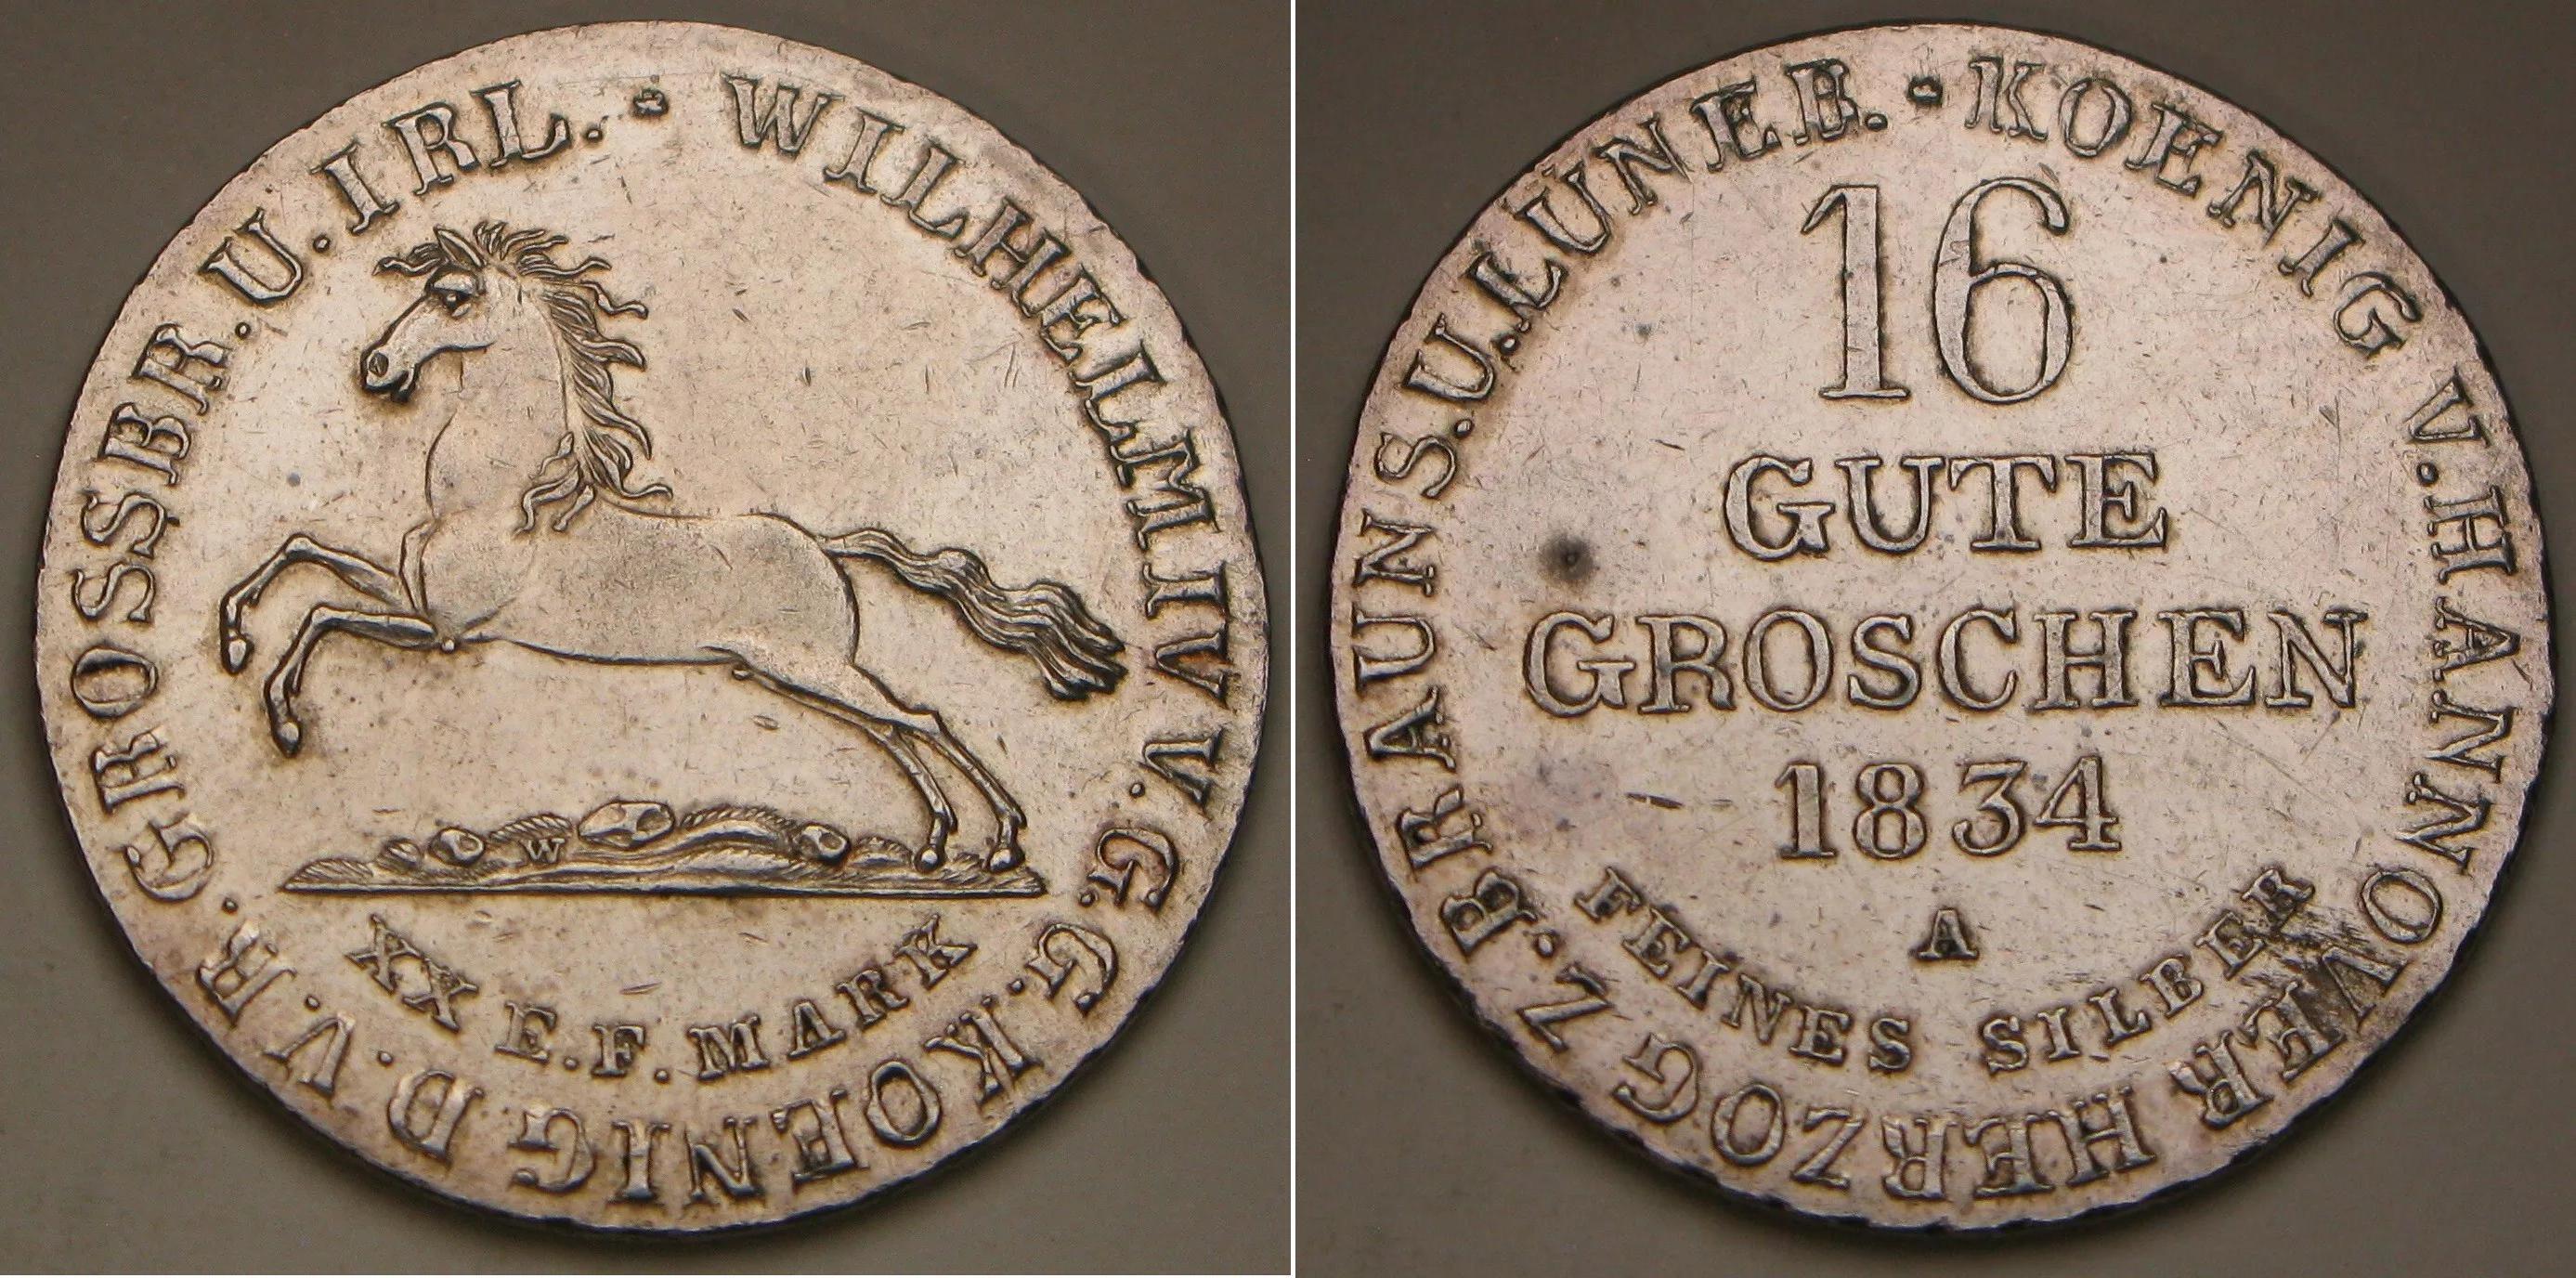 WILHELM IV V.G.G. KOENIG D.V.R. GROSSBR.U.IRL.
W
XX E.F.MARK
KOENIG V.HANNOVER HERZOG Z.BRAUNS.U.LUNEB.
16
GUTE
GROSCHEN
1834
A
FEINES SILBER